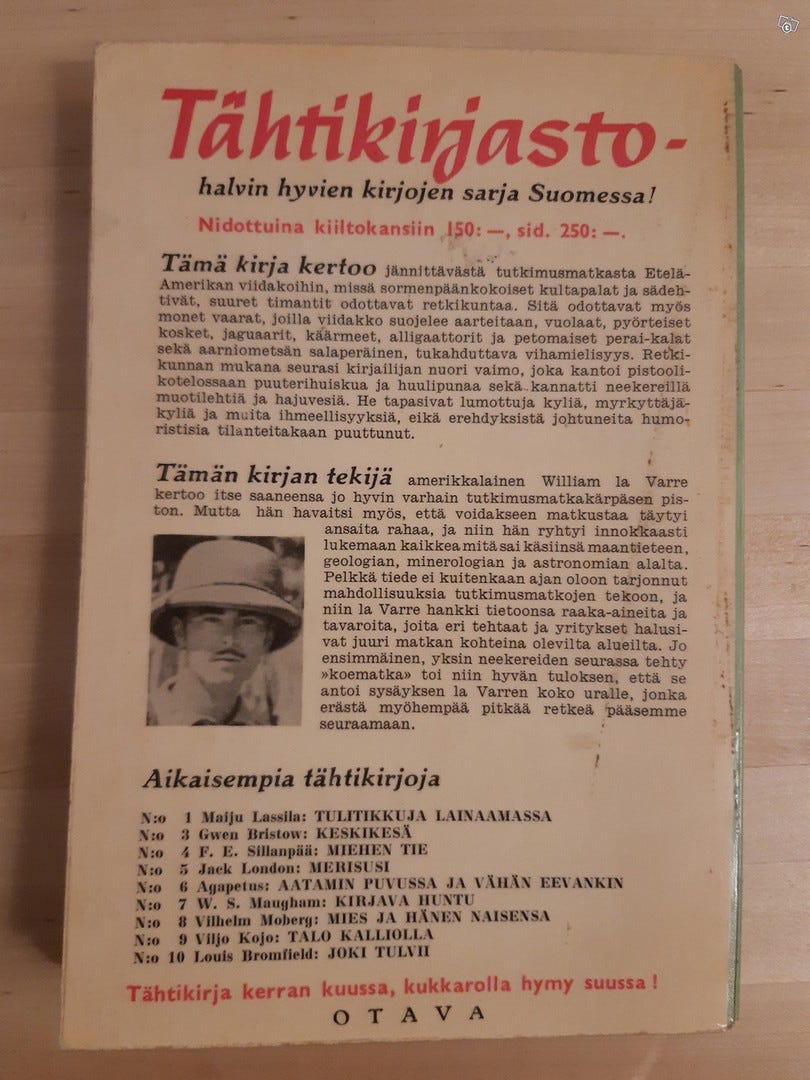 Tähtikirjasto-
halvin hyvien kirjojen sarja Suomessa!
Nidottuina kiiltokansiin 150: —, sid. 250: —.
Tämä kirja kertoo jännittävästä tutkimusmatkasta Etelä-
Amerikan viidakoihin, missä sormenpäänkokoiset kultapalat ja sädeh-
tivät, suuret timantit odottavat retkikuntaa. Sitä odottavat myös
monet vaarat, joilla viidakko suojelee aarteitaan, vuolaat, pyörteiset
kosket, jaguaarit, käärmeet, alligaattorit ja petomaiset perai-kalat
sekä aarniometsän salaperäinen, tukahduttava vihamielisyys. Retki-
kunnan mukana seurasi kirjailijan nuori vaimo, joka kantoi pistooli-
kotelossaan puuterihuiskua ja huulipunaa sekä kannatti neekereillä
muotilehtiä ja hajuvesiä. He tapasivat lumottuja kyliä, myrkyttäjä-
kyliä ja muita ihmeellisyyksiä, eikä erehdyksistä johtuneita humo-
ristisia tilanteitakaan puuttunut.
Tämän kirjan tekijä amerikkalainen William la Varre
kertoo itse saaneensa jo hyvin varhain tutkimusmatkakärpäsen pis-
ton. Mutta hän havaitsi myös, että voidakseen matkustaa täytyi
ansaita rahaa, ja niin hän ryhtyi innokkaasti
lukemaan kaikkea mitä sai käsiinsä maantieteen,
geologian, minerologian ja astronomian alalta.
Pelkkä tiede ei kuitenkaan ajan oloon tarjonnut
mahdollisuuksia tutkimusmatkojen tekoon, ja
niin la Varre hankki tietoonsa raaka-aineita ja
tavaroita, joita eri tehtaat ja yritykset halusi-
vat juuri matkan kohteina olevilta alueilta. Jo
ensimmäinen, yksin neekereiden seurassa tehty
»koematka» toi niin hyvän tuloksen, että se
antoi sysäyksen la Varren koko uralle, jonka
erästä myöhempää pitkää retkeä pääsemme
seuraamaan.
Aikaisempia tähtikirjoja
N:o 1 Maiju Lassila: TULITIKKUJA LAINAAMASSA
N:o 3 Gwen Bristow: KESKIKESÄ
N:o 4 F. E. Sillanpää: MIEHEN TIE
N:o 5 Jack London: MERISUSI
N:o 6 Agapetus: AATAMIN PUVUSSA JA VÄHÄN EEVANKIN
N:o 7 W. S. Maugham: KIRJAVA HUNTU
N:o 8 Vilhelm Moberg: MIES JA HÄNEN NAISENSA
N:o 9 Viljo Kojo: TALO KALLIOLLA
N:o 10 Louis Bromfield: JOKI TULVII
Tähtikirja kerran kuussa, kukkarolla hymy suussa!
OTAVA